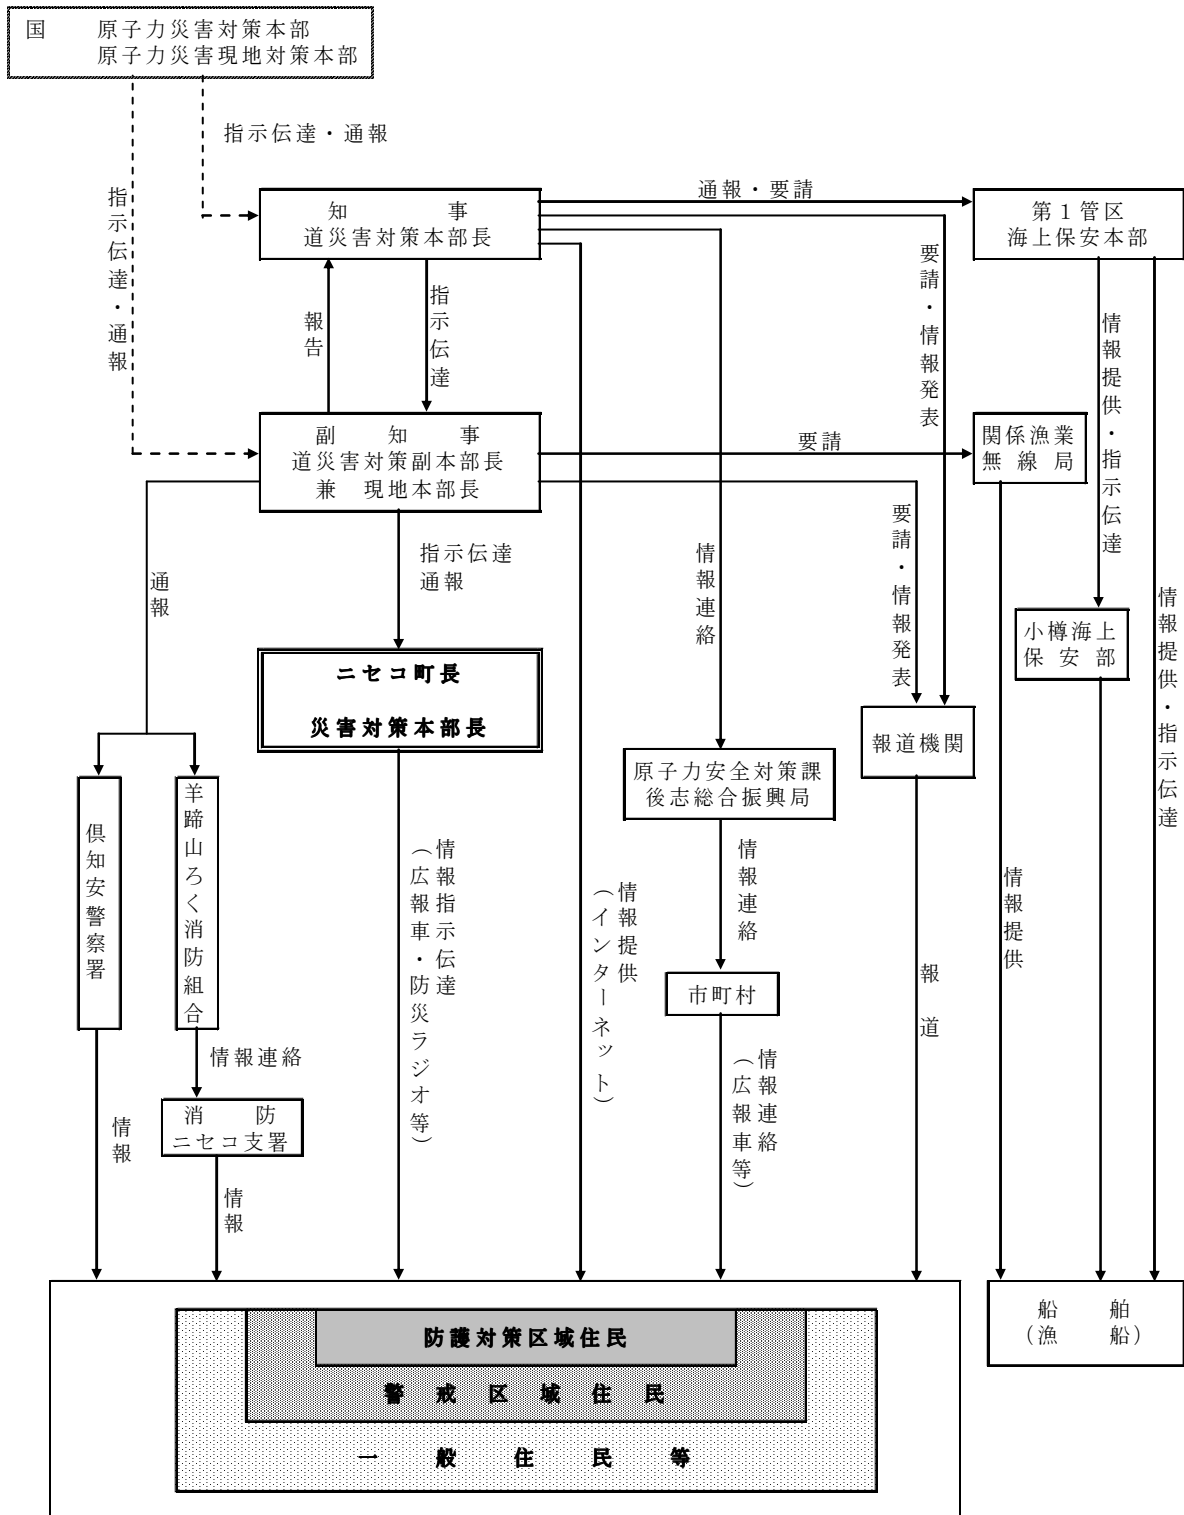 国　原子力災害対策本部
原子力災害現地対策本部
指示伝達・通報
指示伝達・通報
知　事
道災害対策本部長
通報・要請
第１管区
海上保安本部
報告
指示伝達
要請・情報発表
情報提供・指示伝達
副　知　事
道災害対策副本部長
兼　現地本部長
要請
関係漁業
無線局
通報
指示伝達
通報
情報連絡
要請・情報発表
小樽海上
保安部
情報提供・指示伝達
ニセコ町長
災害対策本部長
報道機関
原子力安全対策課
後志総合振興局
倶知安警察署
羊蹄山ろく消防組合
情報指示伝達
（広報車・防災ラジオ等）
情報提供
（インターネット）
情報連絡
情報提供
市町村
報道
情報連絡
消　防
ニセコ支署
情報連絡
（広報車等）
情報
情報
防護対策区域住民
警戒区域住民
一般住民等
船　舶
（漁　船）